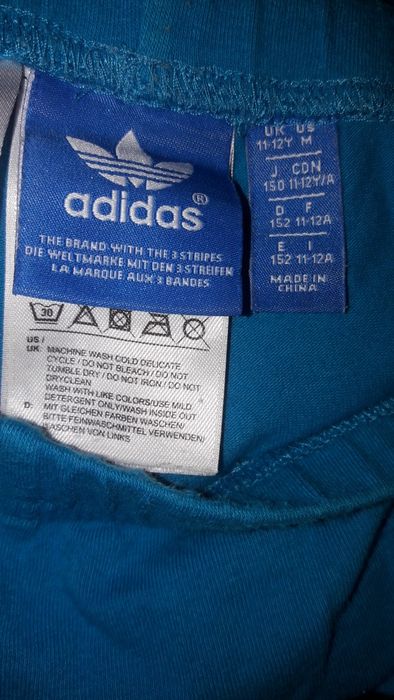 adidas®
THE BRAND WITH THE 3 STRIPES
DIE WELTMARKE MIT DEN 3 STREIFEN
LA MARQUE AUX 3 BANDES
UK US
11-12Y M
J CDN
150 11-12Y/A
D F
152 11-12A
E I
152 11-12A
MADE IN
CHINA
30
US /
UK: MACHINE WASH COLD DELICATE
CYCLE / DO NOT BLEACH / DO NOT
TUMBLE DRY / DO NOT IRON / DO NOT
DRYCLEAN
WASH WITH LIKE COLORS/USE MILD
DETERGENT ONLY/WASH INSIDE OUT
D: MIT GLEICHEN FARBEN WASCHEN/
BITTE FEINWASCHMITTEL VERWENDEN/
WASCHEN VON LINKS